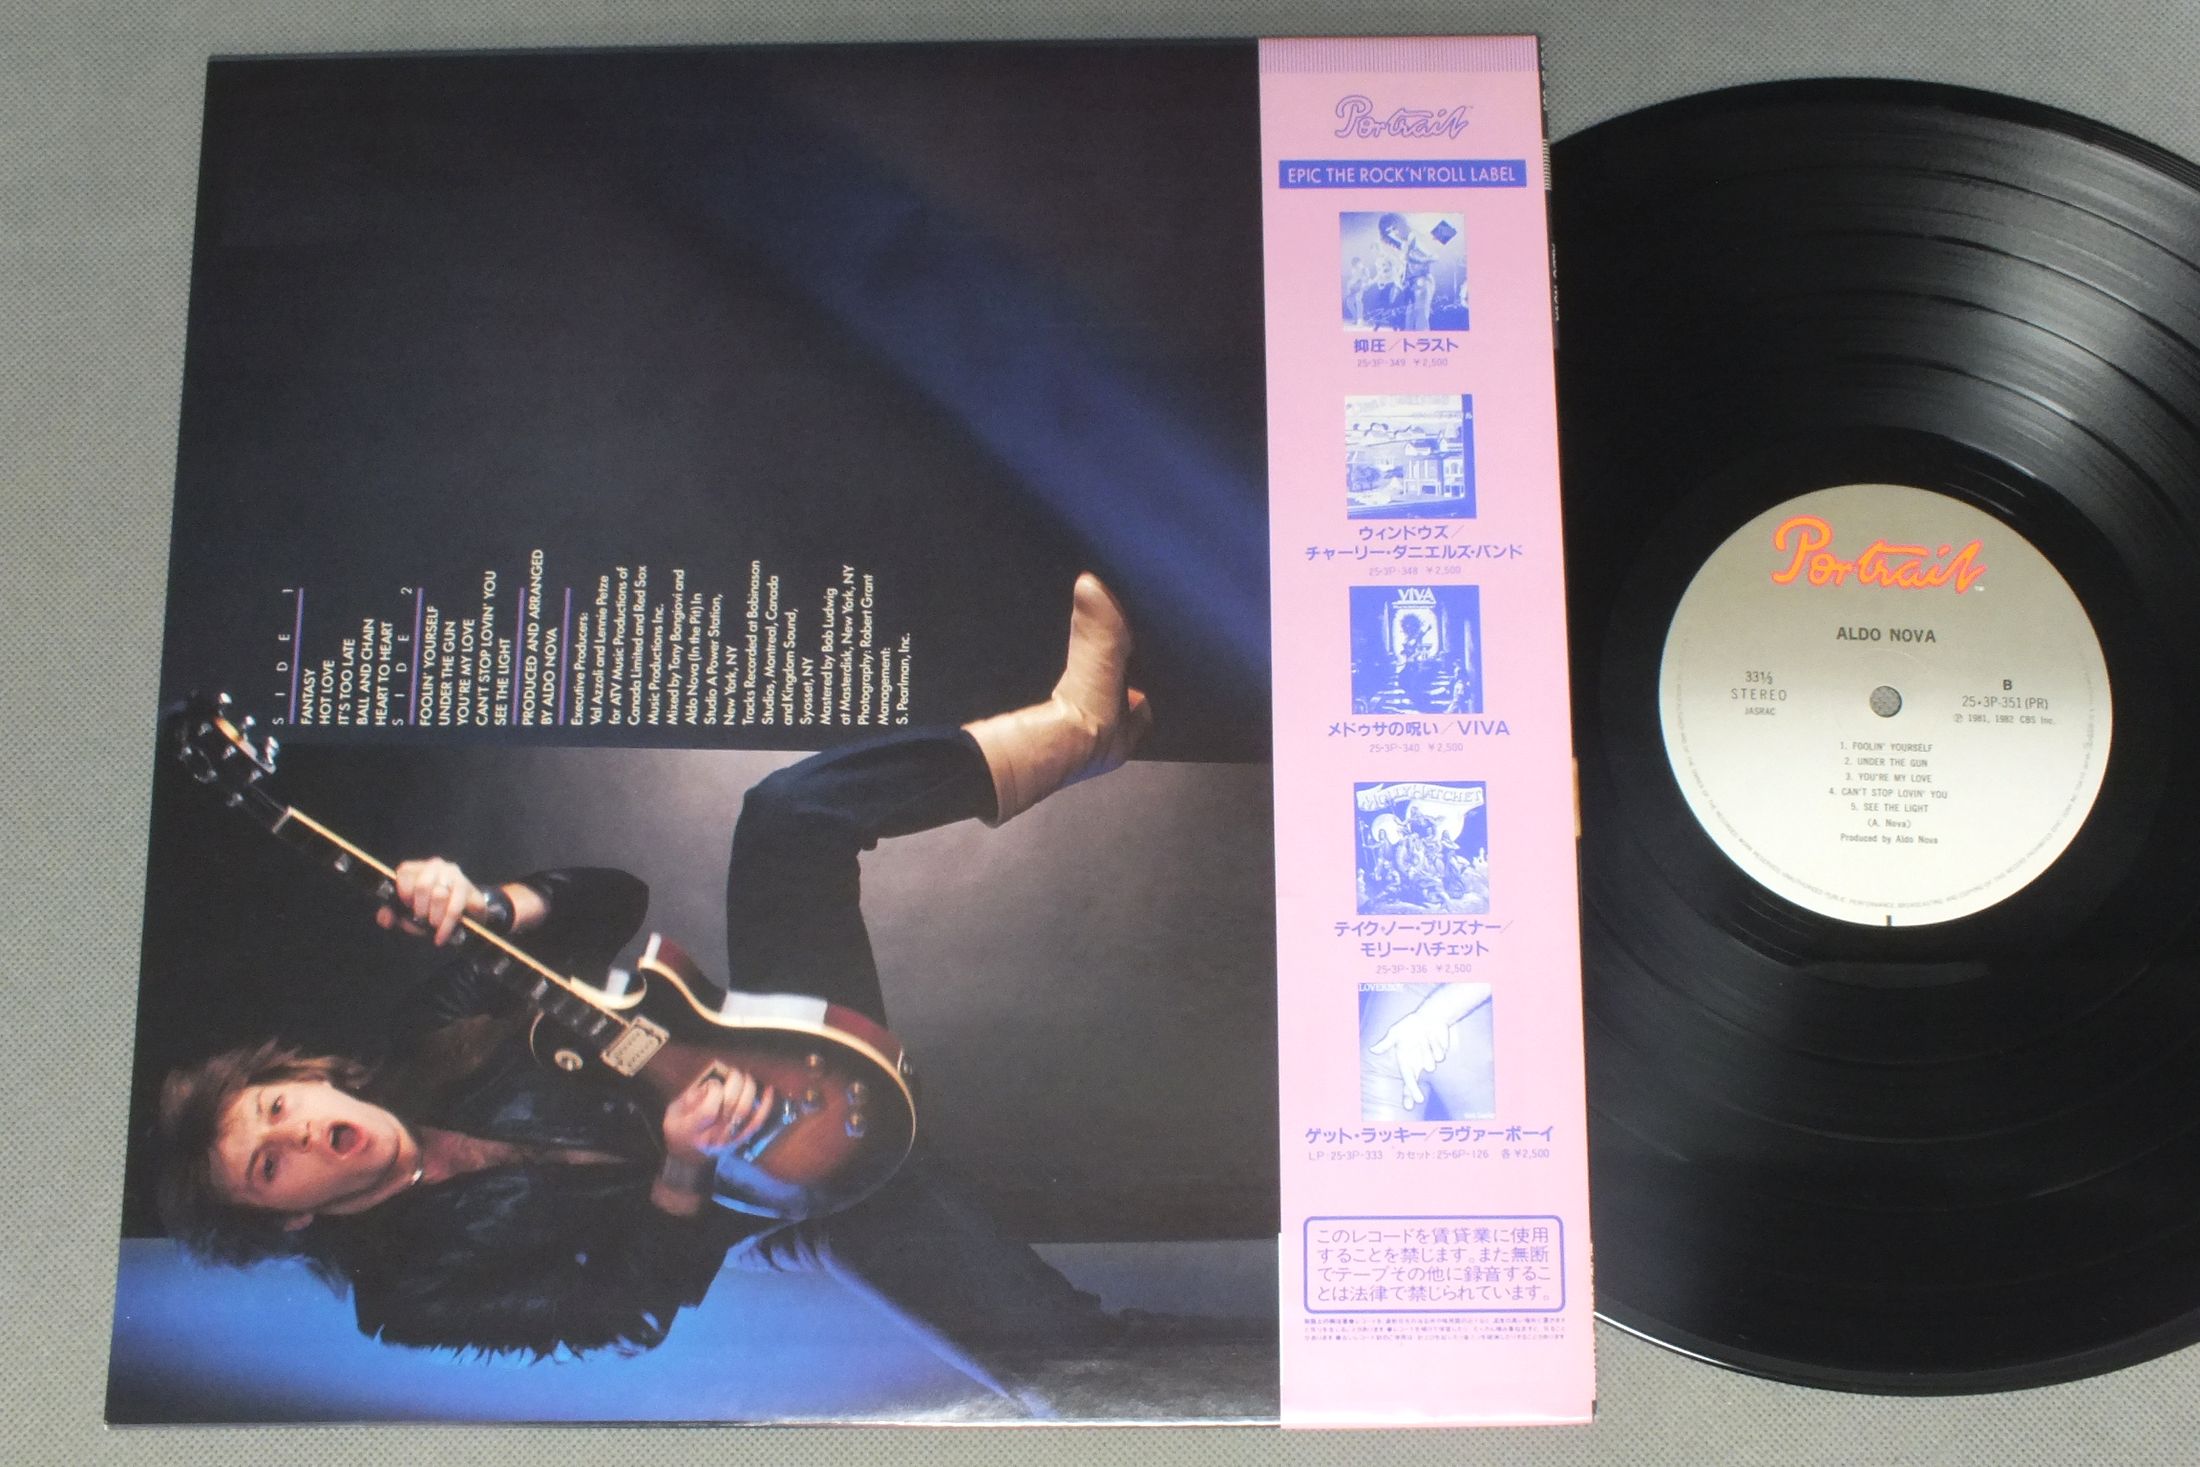 SIDE 1
FANTASY
HOT LOVE
IT'S TOO LATE
BALL AND CHAIN
HEART TO HEART
SIDE 2
FOOLIN' YOURSELF
UNDER THE GUN
YOU'RE MY LOVE
CAN'T STOP LOVIN' YOU
SEE THE LIGHT
PRODUCED AND ARRANGED
BY ALDO NOVA
Executive Producers:
Val Azzoli and Lennie Petze
for ATV Music Productions of
Canada Limited and Red Sox
Music Productions Inc.
Mixed by Tony Bongiovi and
Aldo Nova (In the Pit) In
Studio A Power Station,
New York, NY
Tracks Recorded at Bobinason
Studios, Montreal, Canada
and Kingdom Sound,
Syosset, NY
Mastered by Bob Ludwig
at Masterdisk, New York, NY
Photography: Robert Grant
Management:
S. Pearlman, Inc.
Portrait
EPIC THE ROCK'N'ROLL LABEL
抑圧/トラスト
25・3P-349 ¥2,500
ウィンドウズ/
チャーリー・ダニエルズ・バンド
25・3P-348 ¥2,500
VIVA
メドゥサの呪い/VIVA
25・3P-340 ¥2,500
MOLLY HATCHET
テイク・ノー・プリズナー/
モリー・ハチェット
25・3P-336 ¥2,500
LOVERBOY
ゲット・ラッキー/ラヴァーボーイ
LP:25・3P-333 カセット:25・6P-126 各¥2,500
このレコードを賃貸業に使用
することを禁じます。また無断
でテープその他に録音するこ
とは法律で禁じられています。
Portrait
ALDO NOVA
33⅓
STEREO
JASRAC
B
25・3P-351 (PR)
Ⓟ 1981, 1982 CBS Inc.
1. FOOLIN' YOURSELF
2. UNDER THE GUN
3. YOU'RE MY LOVE
4. CAN'T STOP LOVIN' YOU
5. SEE THE LIGHT
(A. Nova)
Produced by Aldo Nova